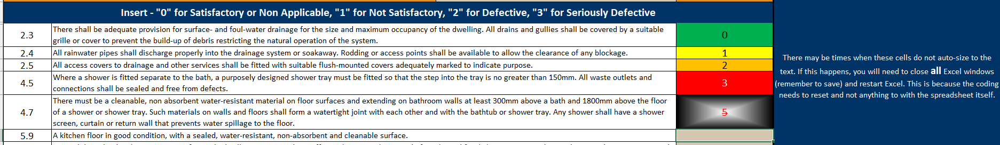 Insert - "0" for Satisfactory or Non Applicable, "1" for Not Satisfactory, "2" for Defective, "3" for Seriously Defective
2.3
There shall be adequate provision for surface- and foul-water drainage for the size and maximum occupancy of the dwelling. All drains and gullies shall be covered by a suitable
grille or cover to prevent the build-up of debris restricting the natural operation of the system.
0
2.4
All rainwater pipes shall discharge properly into the drainage system or soakaway. Rodding or access points shall be available to allow the clearance of any blockage.
1
2.5
All access covers to drainage and other services shall be fitted with suitable flush-mounted covers adequately marked to indicate purpose.
2
4.5
Where a shower is fitted separate to the bath, a purposely designed shower tray must be fitted so that the step into the tray is no greater than 150mm. All waste outlets and
connections shall be sealed and free from defects.
3
4.7
There must be a cleanable, non absorbent water-resistant material on floor surfaces and extending on bathroom walls at least 300mm above a bath and 1800mm above the floor
of a shower or shower tray. Such materials on walls and floors shall form a watertight joint with each other and with the bathtub or shower tray. Any shower shall have a shower
screen, curtain or return wall that prevents water spillage to the floor.
5
5.9
A kitchen floor in good condition, with a sealed, water-resistant, non-absorbent and cleanable surface.
There may be times when these cells do not auto-size to the
text. If this happens, you will need to close all Excel windows
(remember to save) and restart Excel. This is because the coding
needs to reset and not anything to with the spreadsheet itself.